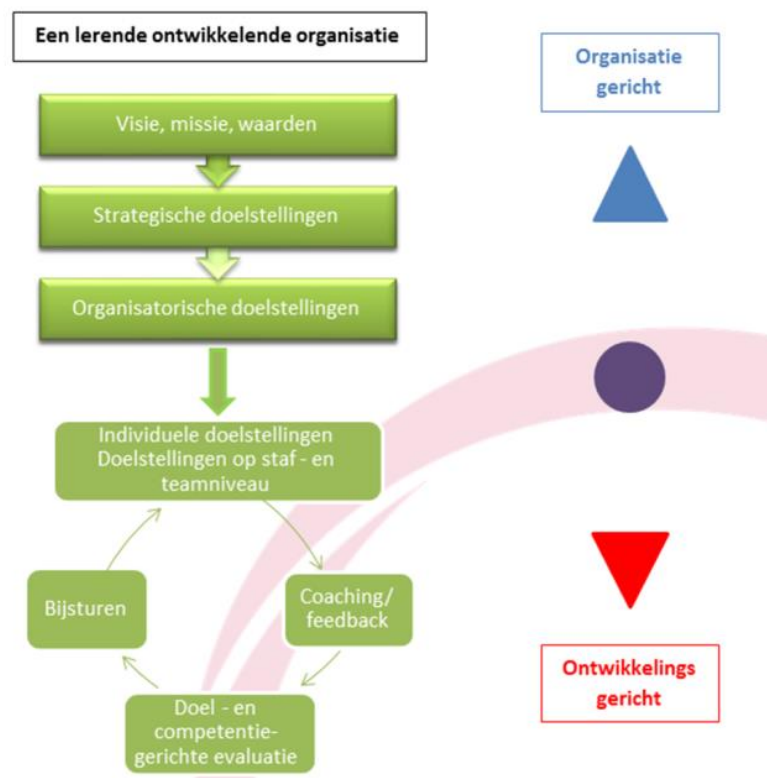 Een lerende ontwikkelende organisatie
Organisatie
gericht
Visie, missie, waarden
Strategische doelstellingen
Organisatorische doelstellingen
Individuele doelstellingen
Doelstellingen op staf - en
teamniveau
Coaching/
feedback
Bijsturen
Doel - en
competentie-
gerichte evaluatie
Ontwikkelings
gericht